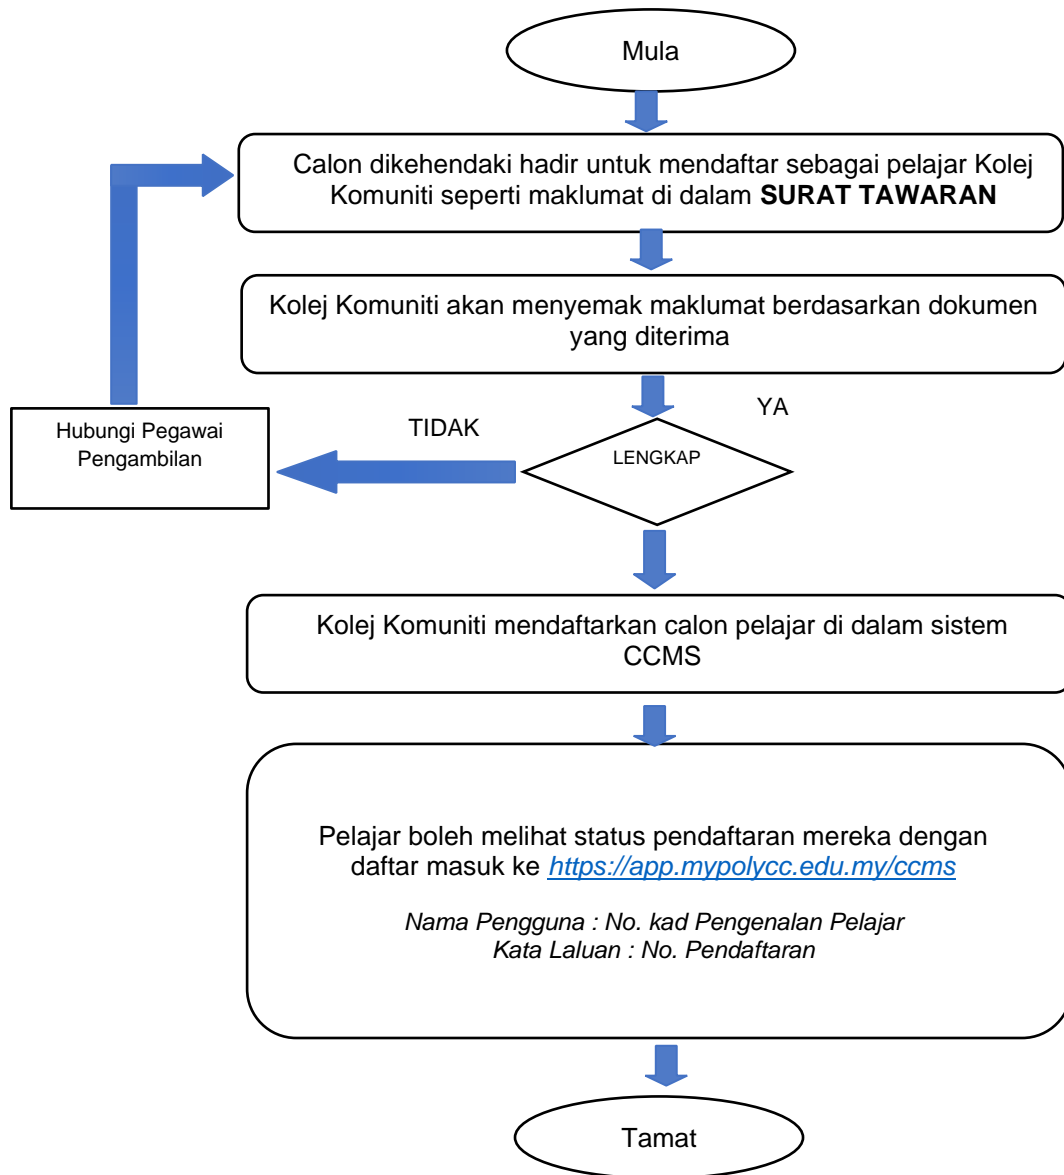 Mula
Calon dikehendaki hadir untuk mendaftar sebagai pelajar Kolej
Komuniti seperti maklumat di dalam SURAT TAWARAN
Kolej Komuniti akan menyemak maklumat berdasarkan dokumen
yang diterima
YA
TIDAK
LENGKAP
Hubungi Pegawai
Pengambilan
Kolej Komuniti mendaftarkan calon pelajar di dalam sistem
CCMS
Pelajar boleh melihat status pendaftaran mereka dengan
daftar masuk ke https://app.mypolycc.edu.my/ccms
Nama Pengguna : No. kad Pengenalan Pelajar
Kata Laluan : No. Pendaftaran
Tamat